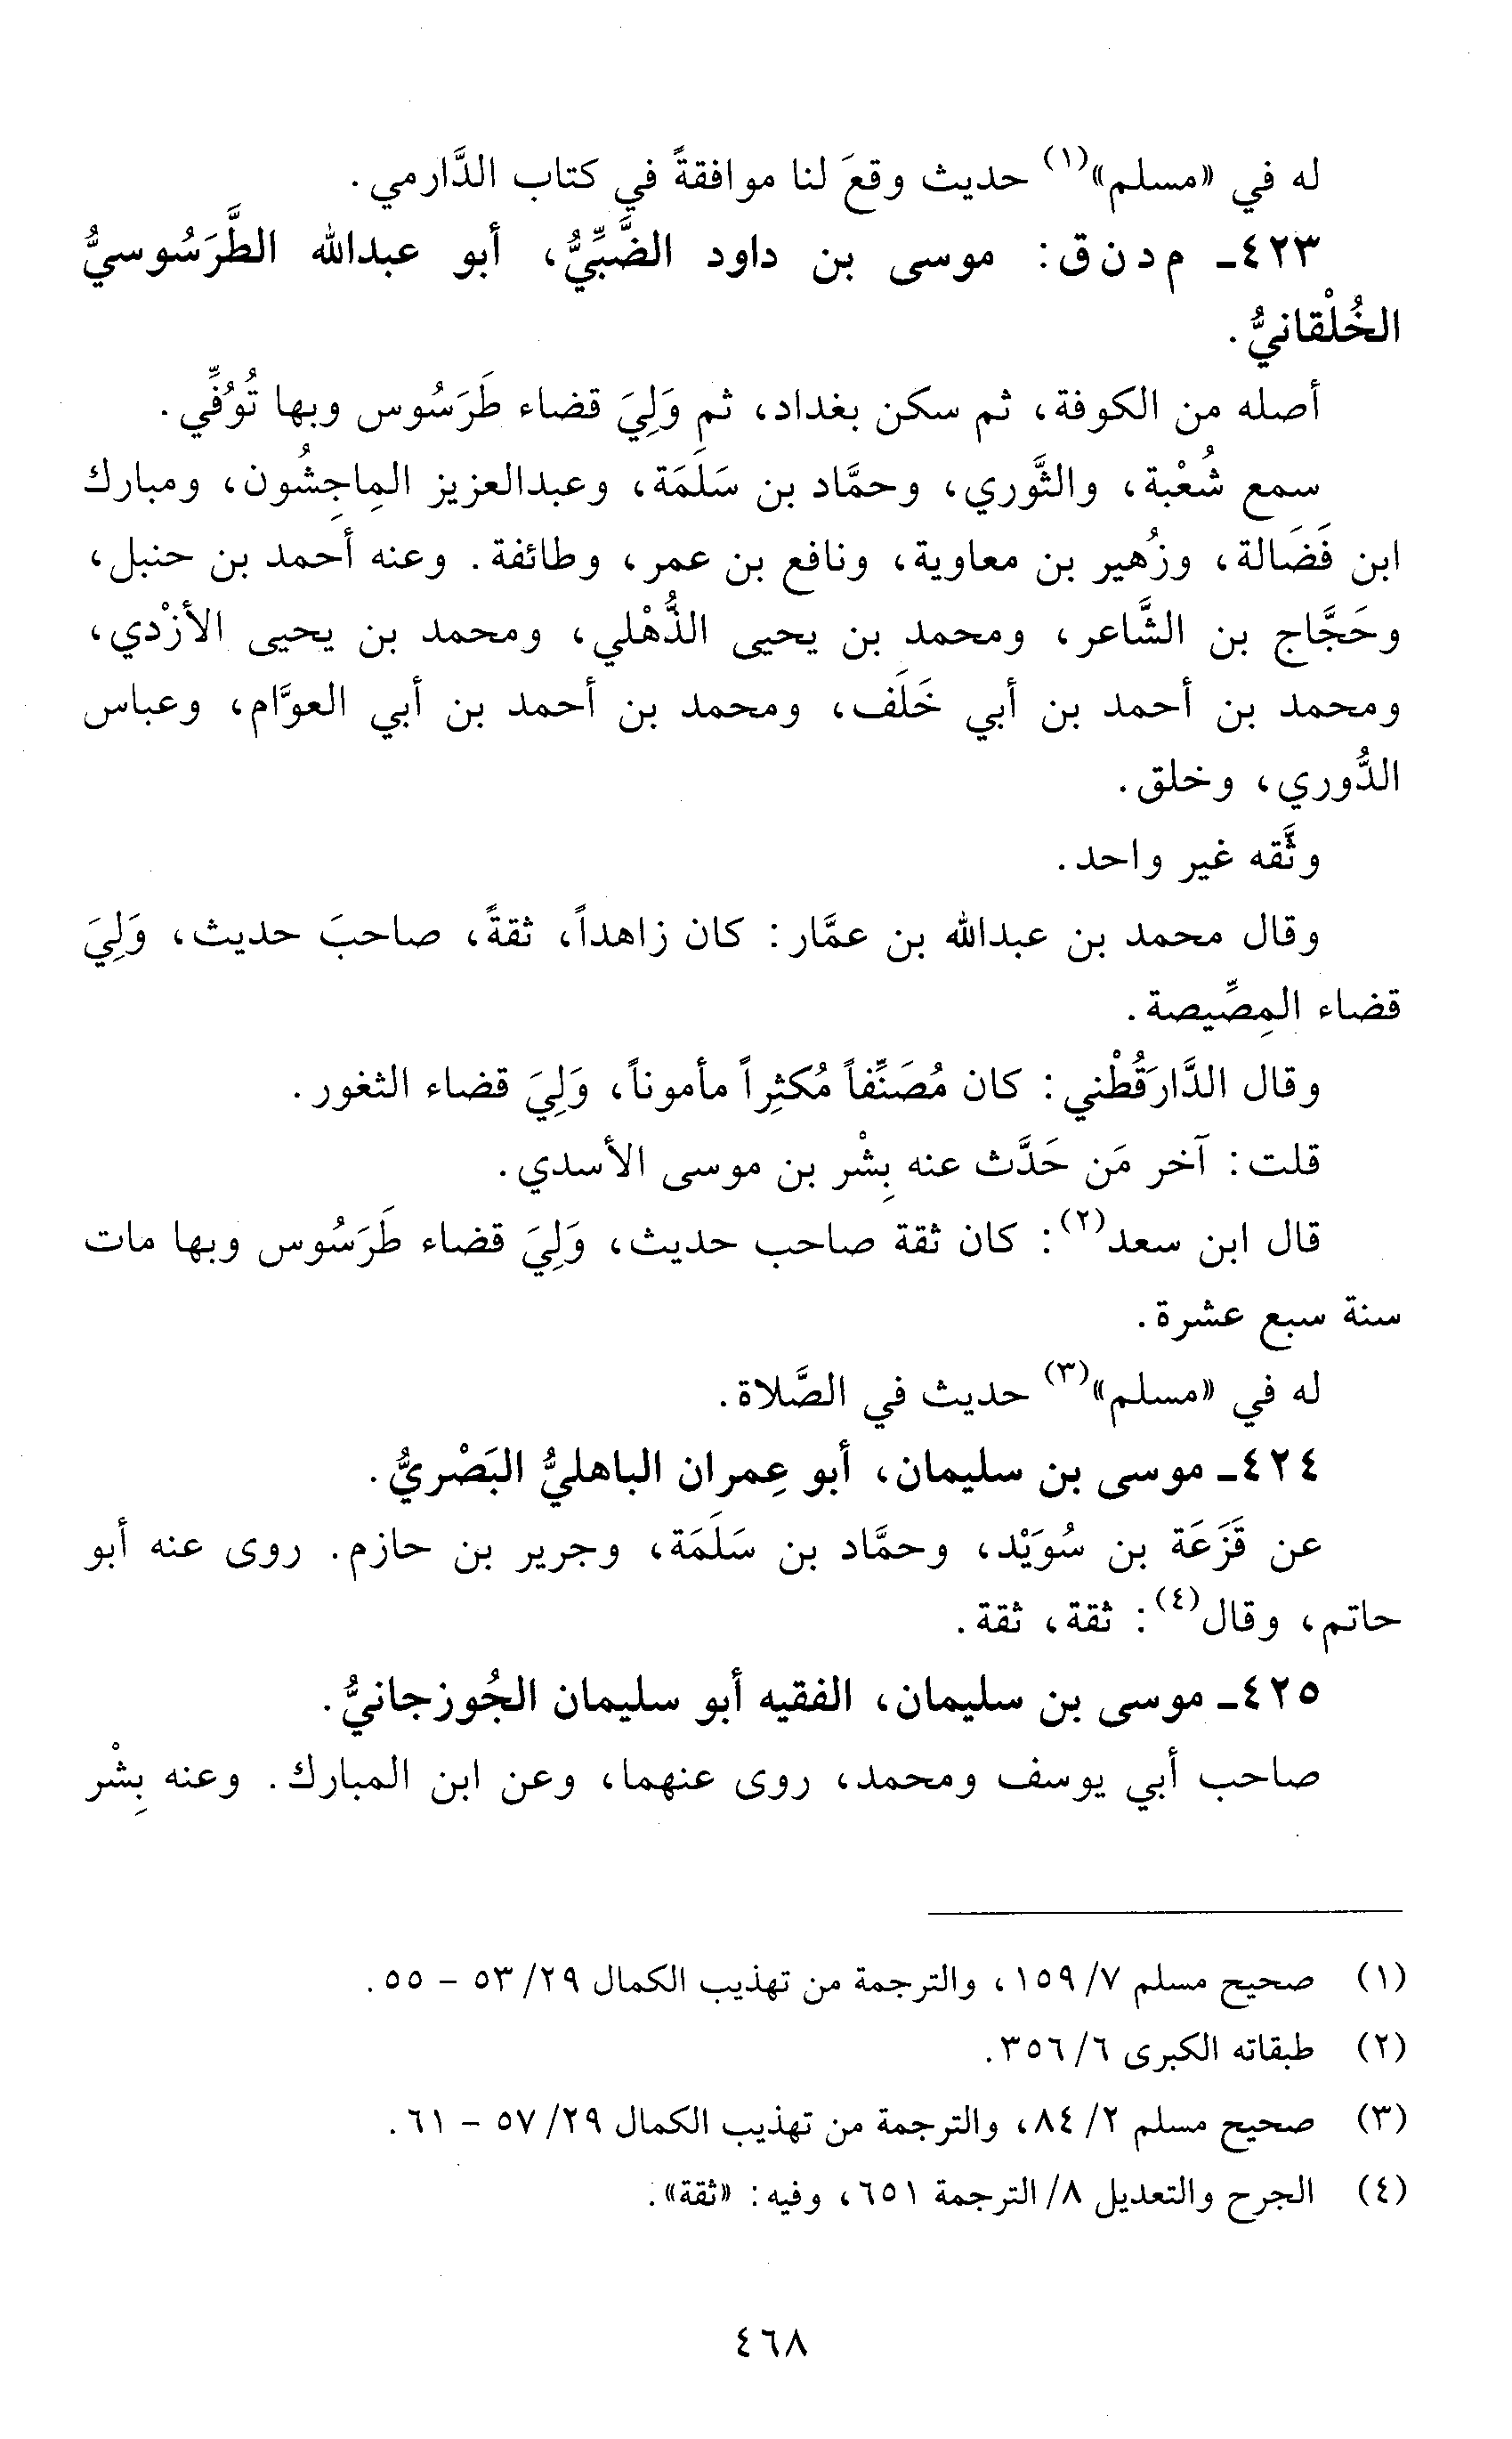 له في «مسلم»(١) حديث وقعَ لنا موافقةً في كتاب الدَّارمي.
٤٢٣ـ م د ن ق: موسى بن داود الضَّبِّيُّ، أبو عبدالله الطَّرَسُوسيُّ
الخُلْقانيُّ.
أصله من الكوفة، ثم سكن بغداد، ثم وَلِيَ قضاء طَرَسُوس وبها تُوُفِّي.
سمع شُعْبة، والثَّوري، وحمَّاد بن سَلَمَة، وعبدالعزيز الماجِشُون، ومبارك
ابن فَضَالة، وزُهير بن معاوية، ونافع بن عمر، وطائفة. وعنه أحمد بن حنبل،
وحَجَّاج بن الشَّاعر، ومحمد بن يحيى الذُّهْلي، ومحمد بن يحيى الأزْدي،
ومحمد بن أحمد بن أبي خَلَف، ومحمد بن أحمد بن أبي العوَّام، وعباس
الدُّوري، وخلق.
وثَّقه غير واحد.
وقال محمد بن عبدالله بن عمَّار: كان زاهداً، ثقةً، صاحبَ حديث، وَلِيَ
قضاء المِصِّيصة.
وقال الدَّارَقُطْني: كان مُصَنِّفاً مُكثِراً مأموناً، وَلِيَ قضاء الثغور.
قلت: آخر مَن حَدَّث عنه بِشْر بن موسى الأسدي.
قال ابن سعد(٢): كان ثقة صاحب حديث، وَلِيَ قضاء طَرَسُوس وبها مات
سنة سبع عشرة.
له في «مسلم»(٣) حديث في الصَّلاة.
٤٢٤ـ موسى بن سليمان، أبو عِمران الباهليُّ البَصْريُّ.
عن قَزَعَة بن سُوَيْد، وحمَّاد بن سَلَمَة، وجرير بن حازم. روى عنه أبو
حاتم، وقال(٤): ثقة، ثقة.
٤٢٥ـ موسى بن سليمان، الفقيه أبو سليمان الجُوزجانيُّ.
صاحب أبي يوسف ومحمد، روى عنهما، وعن ابن المبارك. وعنه بِشْر
(١) صحيح مسلم ٧/ ١٥٩، والترجمة من تهذيب الكمال ٢٩/ ٥٣ – ٥٥.
(٢) طبقاته الكبرى ٦/ ٣٥٦.
(٣) صحيح مسلم ٢/ ٨٤، والترجمة من تهذيب الكمال ٢٩/ ٥٧ – ٦١.
(٤) الجرح والتعديل ٨/ الترجمة ٦٥١، وفيه: «ثقة».
٤٦٨